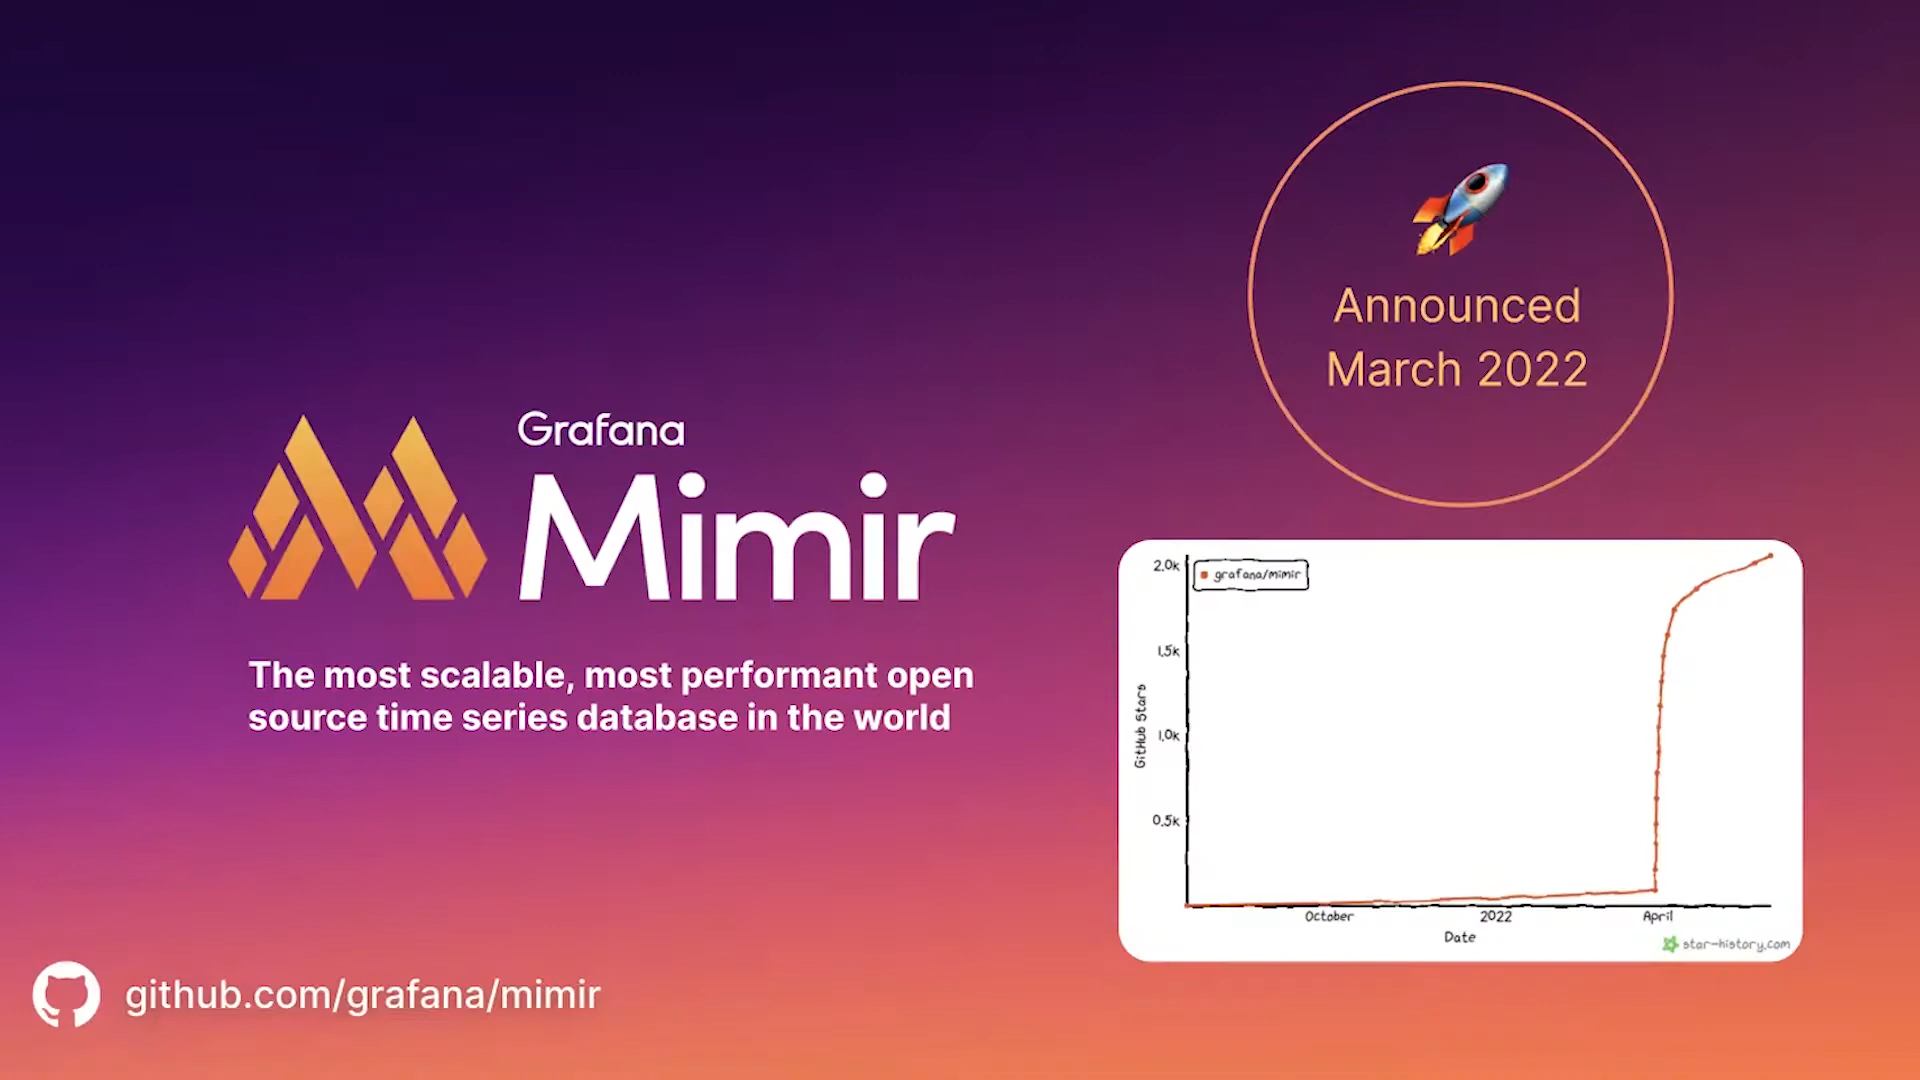 Grafana
Mimir
The most scalable, most performant open
source time series database in the world
github.com/grafana/mimir
Announced
March 2022
grafana/mimir
2.0k
1.5k
1.0k
0.5k
GitHub Stars
October
2022
April
Date
star-history.com